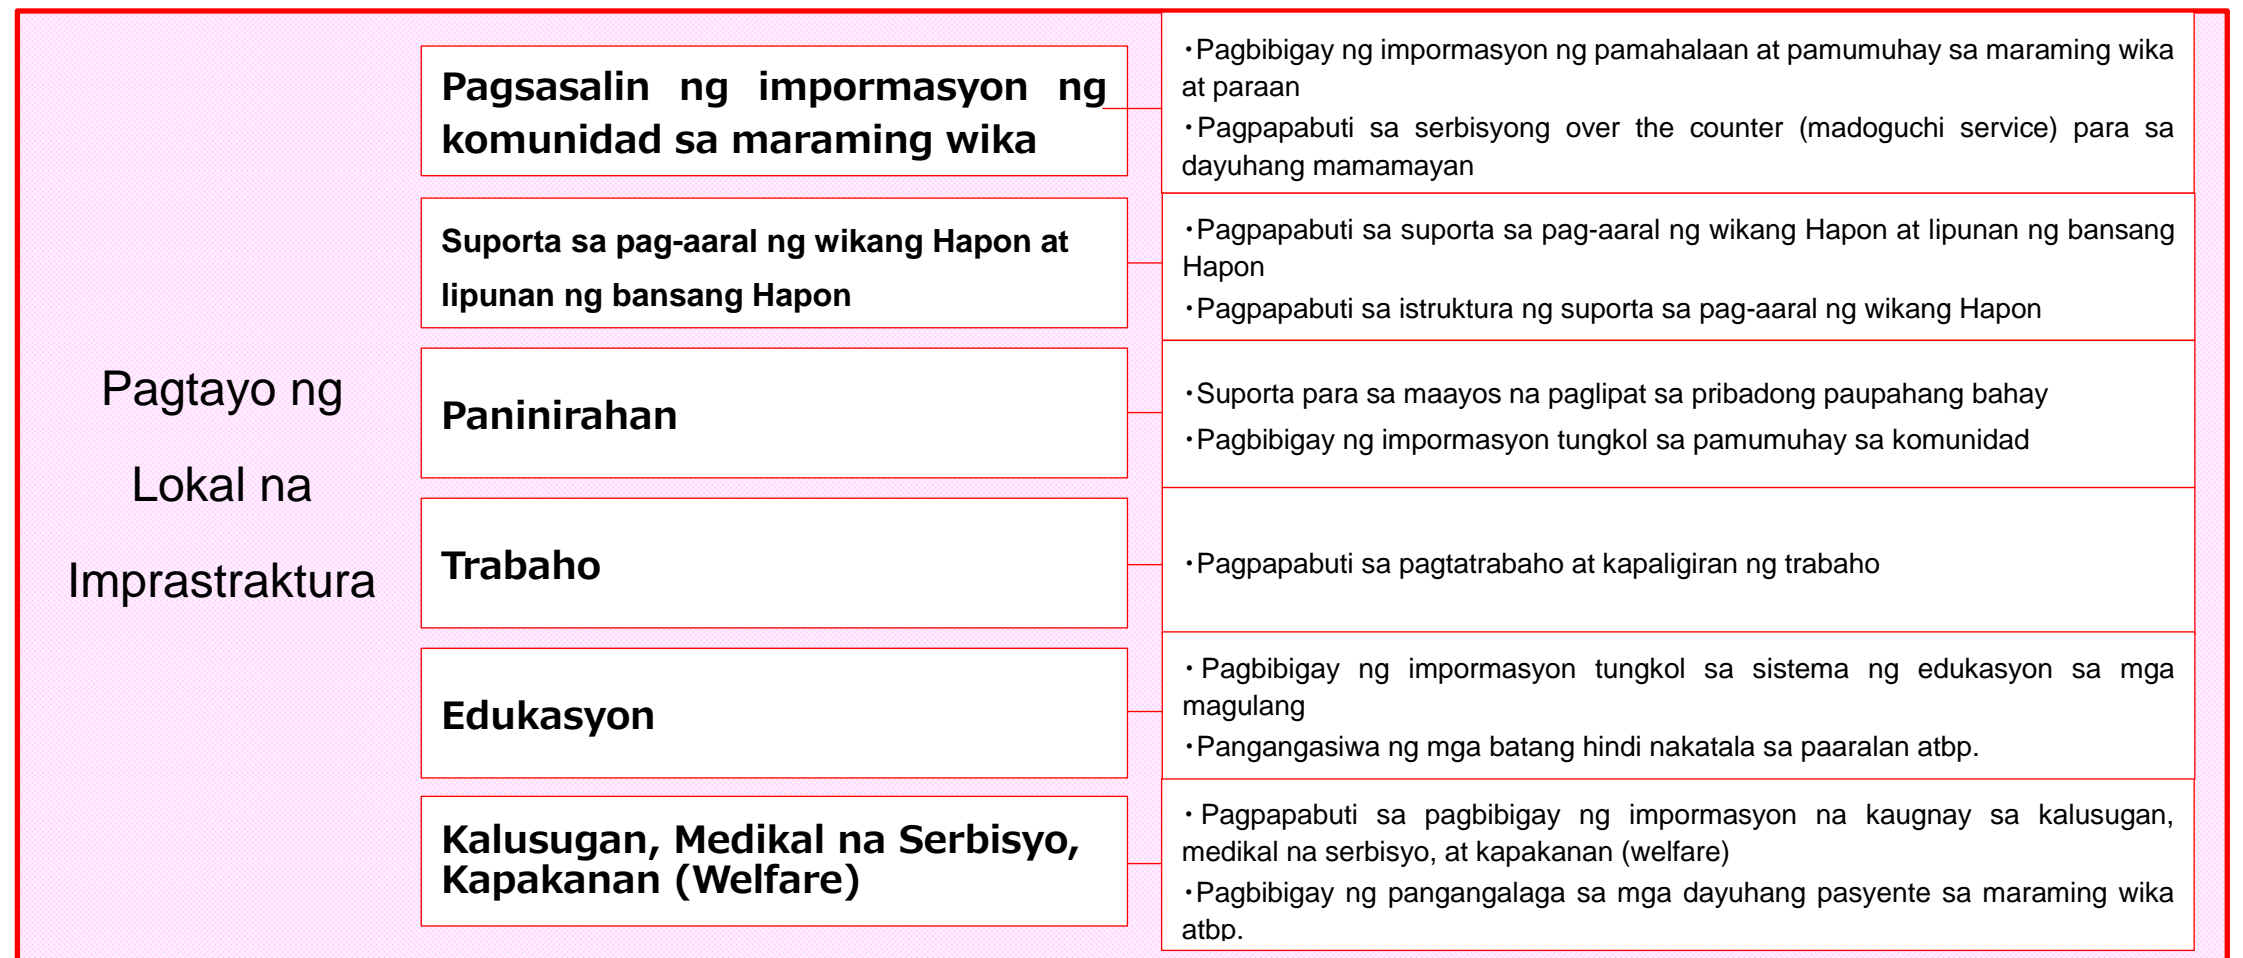 Pagtayo ng
Lokal na
Imprastraktura
Pagsasalin ng impormasyon ng
komunidad sa maraming wika
・Pagbibigay ng impormasyon ng pamahalaan at pamumuhay sa maraming wika
at paraan
・Pagpapabuti sa serbisyong over the counter (madoguchi service) para sa
dayuhang mamamayan
Suporta sa pag-aaral ng wikang Hapon at
lipunan ng bansang Hapon
・Pagpapabuti sa suporta sa pag-aaral ng wikang Hapon at lipunan ng bansang
Hapon
・Pagpapabuti sa istruktura ng suporta sa pag-aaral ng wikang Hapon
Paninirahan
・Suporta para sa maayos na paglipat sa pribadong paupahang bahay
・Pagbibigay ng impormasyon tungkol sa pamumuhay sa komunidad
Trabaho
・Pagpapabuti sa pagtatrabaho at kapaligiran ng trabaho
Edukasyon
・Pagbibigay ng impormasyon tungkol sa sistema ng edukasyon sa mga
magulang
・Pangangasiwa ng mga batang hindi nakatala sa paaralan atbp.
Kalusugan, Medikal na Serbisyo,
Kapakanan (Welfare)
・Pagpapabuti sa pagbibigay ng impormasyon na kaugnay sa kalusugan,
medikal na serbisyo, at kapakanan (welfare)
・Pagbibigay ng pangangalaga sa mga dayuhang pasyente sa maraming wika
atbp.